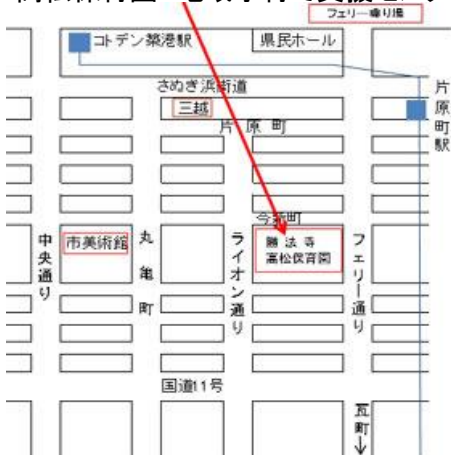 フェリー乗り場
コトデン築港駅
県民ホール
さぬき浜街道
三越
片原町
片原町駅
今新町
中央通り
市美術館
丸亀町
ライオン通り
勝法寺
高松保育園
フェリー通り
国道11号
瓦町→